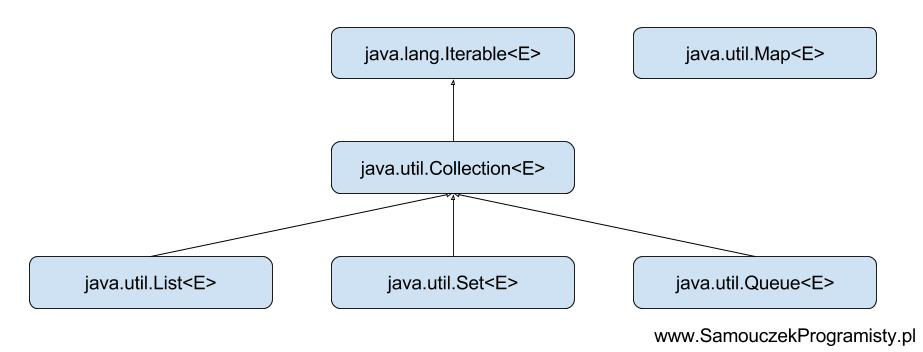 java.lang.Iterable<E>
java.util.Map<E>
java.util.Collection<E>
java.util.List<E>
java.util.Set<E>
java.util.Queue<E>
www.SamouczekProgramisty.pl